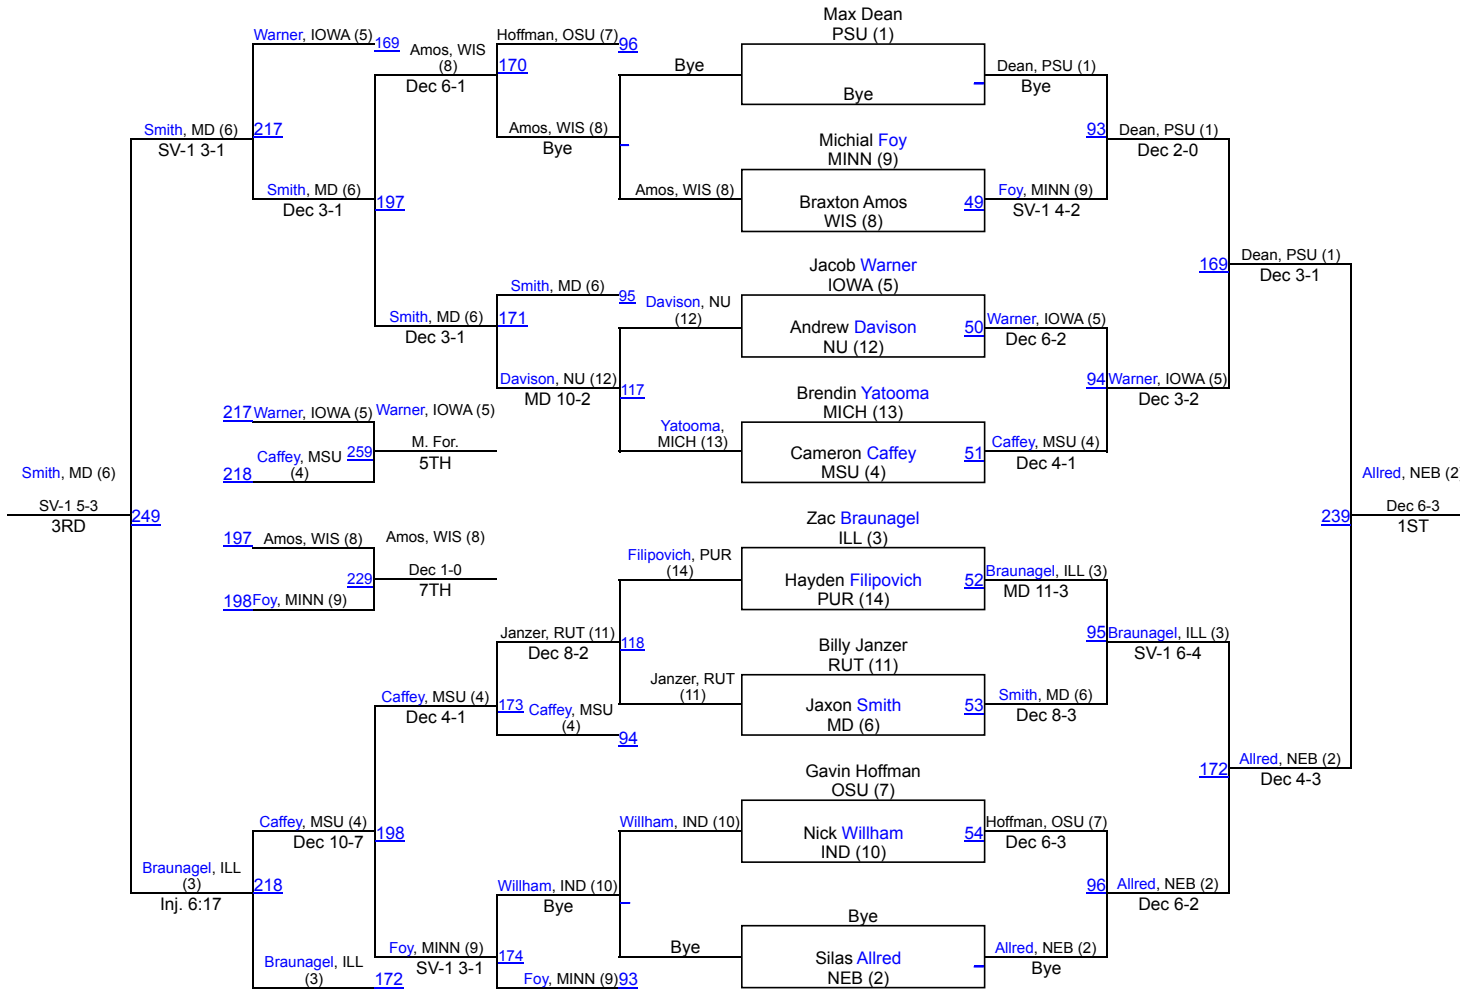 Max Dean
PSU (1)
Bye
Michial Foy
MINN (9)
Braxton Amos
WIS (8)
49
Jacob Warner
IOWA (5)
Andrew Davison
NU (12)
50
Brendin Yatooma
MICH (13)
Cameron Caffey
MSU (4)
51
Zac Braunagel
ILL (3)
Hayden Filipovich
PUR (14)
52
Billy Janzer
RUT (11)
Jaxon Smith
MD (6)
53
Gavin Hoffman
OSU (7)
Nick Willham
IND (10)
54
Bye
Silas Allred
NEB (2)
Dean, PSU (1)
Bye
93
Foy, MINN (9)
SV-1 4-2
Warner, IOWA (5)
Dec 6-2
94
Caffey, MSU (4)
Dec 4-1
Braunagel, ILL (3)
MD 11-3
95
Smith, MD (6)
Dec 8-3
Hoffman, OSU (7)
Dec 6-3
96
Allred, NEB (2)
Bye
Dean, PSU (1)
Dec 2-0
169
Warner, IOWA (5)
Dec 3-2
Braunagel, ILL (3)
SV-1 6-4
172
Allred, NEB (2)
Dec 6-2
Dean, PSU (1)
Dec 3-1
239
Allred, NEB (2)
Dec 4-3
Allred, NEB (2
Dec 6-3
1ST
Bye
Amos, WIS (8)
Davison, NU
(12)
117
Yatooma,
MICH (13)
Filipovich, PUR
(14)
118
Janzer, RUT
(11)
Willham, IND (10)
Bye
Hoffman, OSU (7)
96
170
Amos, WIS (8)
Bye
Smith, MD (6)
95
171
Davison, NU (12)
MD 10-2
Janzer, RUT (11)
Dec 8-2
173
Caffey, MSU
(4)
94
Willham, IND (10)
Bye
174
Foy, MINN (9)
93
Amos, WIS
(8)
Dec 6-1
197
Smith, MD (6)
Dec 3-1
Caffey, MSU (4)
Dec 4-1
198
Foy, MINN (9)
SV-1 3-1
Warner, IOWA (5)
169
217
Smith, MD (6)
Dec 3-1
Caffey, MSU (4)
Dec 10-7
218
Braunagel, ILL
(3)
172
Smith, MD (6)
SV-1 3-1
249
Braunagel, ILL
(3)
Inj. 6:17
Smith, MD (6)
SV-1 5-3
3RD
217
Warner, IOWA (5)
259
218
Caffey, MSU
(4)
Warner, IOWA (5)
M. For.
5TH
197
Amos, WIS (8)
229
198
Foy, MINN (9)
Amos, WIS (8)
Dec 1-0
7TH